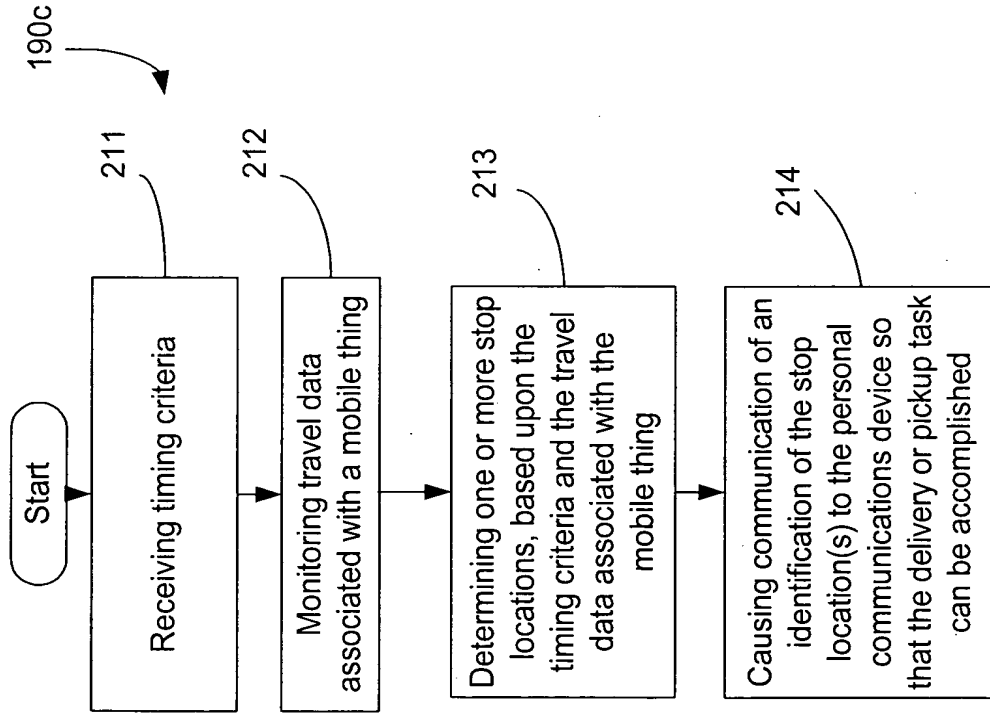 190c
Start
211
Receiving timing criteria
212
Monitoring travel data
associated with a mobile thing
213
Determining one or more stop
locations, based upon the
timing criteria and the travel
data associated with the
mobile thing
214
Causing communication of an
identification of the stop
location(s) to the personal
communications device so
that the delivery or pickup task
can be accomplished